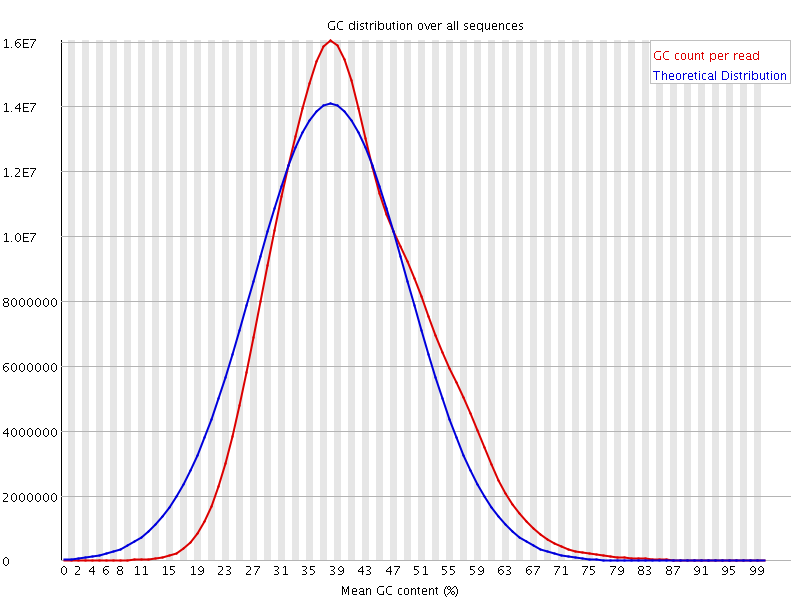 GC distribution over all sequences
GC count per read
Theoretical Distribution
1.6E7
1.4E7
1.2E7
1.0E7
8000000
6000000
4000000
2000000
0
0 2 4 6 8 11 15 19 23 27 31 35 39 43 47 51 55 59 63 67 71 75 79 83 87 91 95 99
Mean GC content (%)